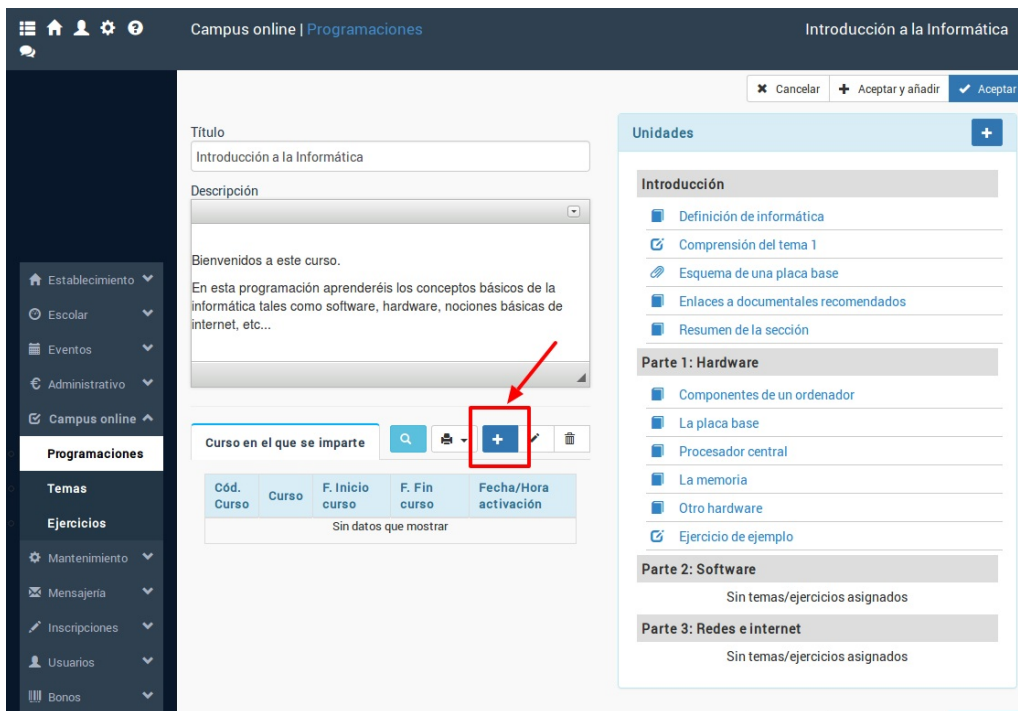 Campus online | Programaciones
Introducción a la Informática
Cancelar
Aceptar y añadir
Aceptar
Establecimiento
Escolar
Eventos
Administrativo
Campus online
Programaciones
Temas
Ejercicios
Mantenimiento
Mensajería
Inscripciones
Usuarios
Bonos
Título
Introducción a la Informática
Descripción
Bienvenidos a este curso.
En esta programación aprenderéis los conceptos básicos de la
informática tales como software, hardware, nociones básicas de
internet, etc...
Curso en el que se imparte
Cód. Curso
Curso
F. Inicio curso
F. Fin curso
Fecha/Hora activación
Sin datos que mostrar
Unidades
Introducción
Definición de informática
Comprensión del tema 1
Esquema de una placa base
Enlaces a documentales recomendados
Resumen de la sección
Parte 1: Hardware
Componentes de un ordenador
La placa base
Procesador central
La memoria
Otro hardware
Ejercicio de ejemplo
Parte 2: Software
Sin temas/ejercicios asignados
Parte 3: Redes e internet
Sin temas/ejercicios asignados